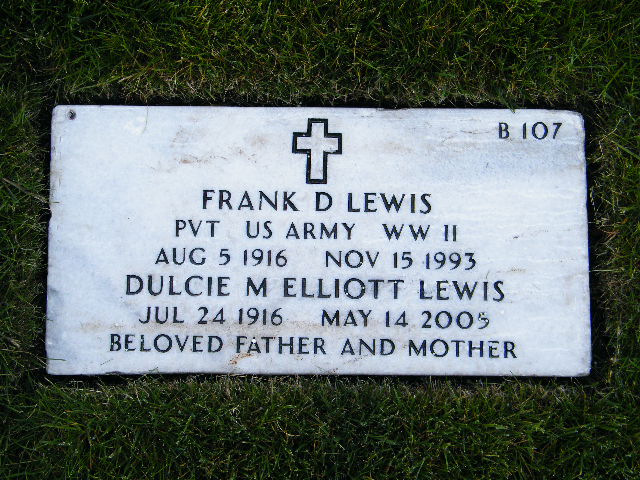 B 107
FRANK D LEWIS
PVT US ARMY WW II
AUG 5 1916 NOV 15 1993
DULCIE M ELLIOTT LEWIS
JUL 24 1916 MAY 14 2005
BELOVED FATHER AND MOTHER